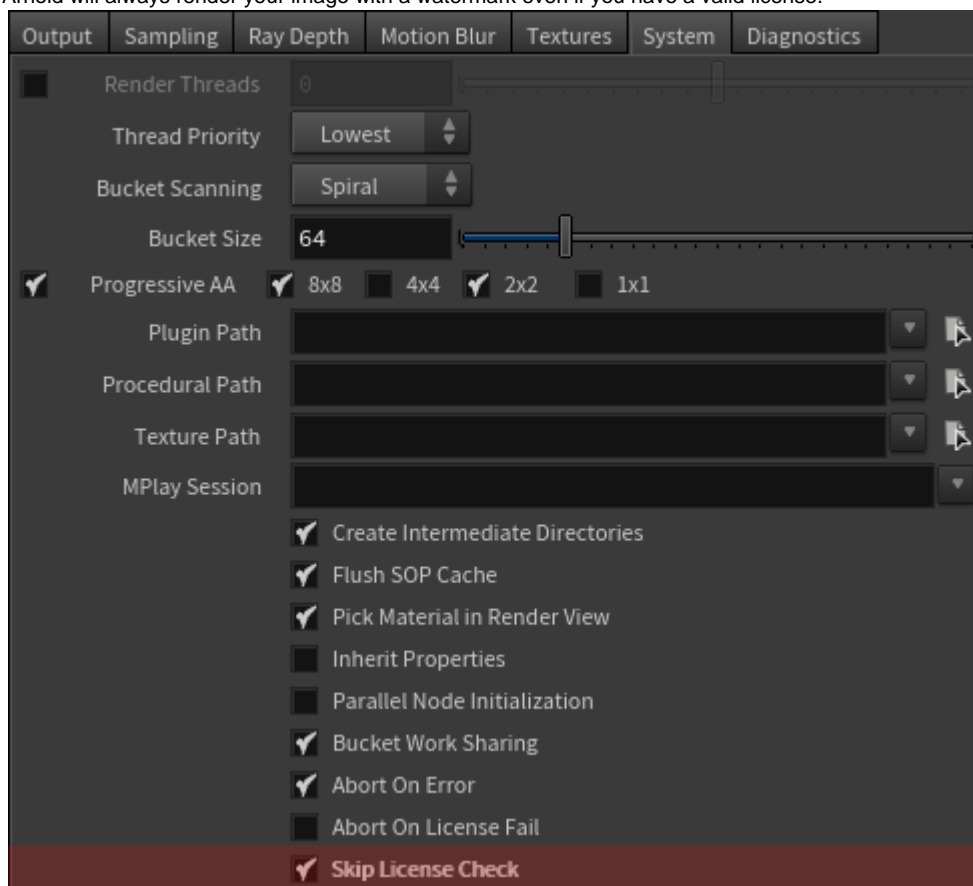 Arnold will always render your image with a watermark even if you have a valid license.
Output Sampling Ray Depth Motion Blur Textures System Diagnostics
Render Threads 0
Thread Priority Lowest
Bucket Scanning Spiral
Bucket Size 64
Progressive AA 8x8 4x4 2x2 1x1
Plugin Path
Procedural Path
Texture Path
MPlay Session
Create Intermediate Directories
Flush SOP Cache
Pick Material in Render View
Inherit Properties
Parallel Node Initialization
Bucket Work Sharing
Abort On Error
Abort On License Fail
Skip License Check